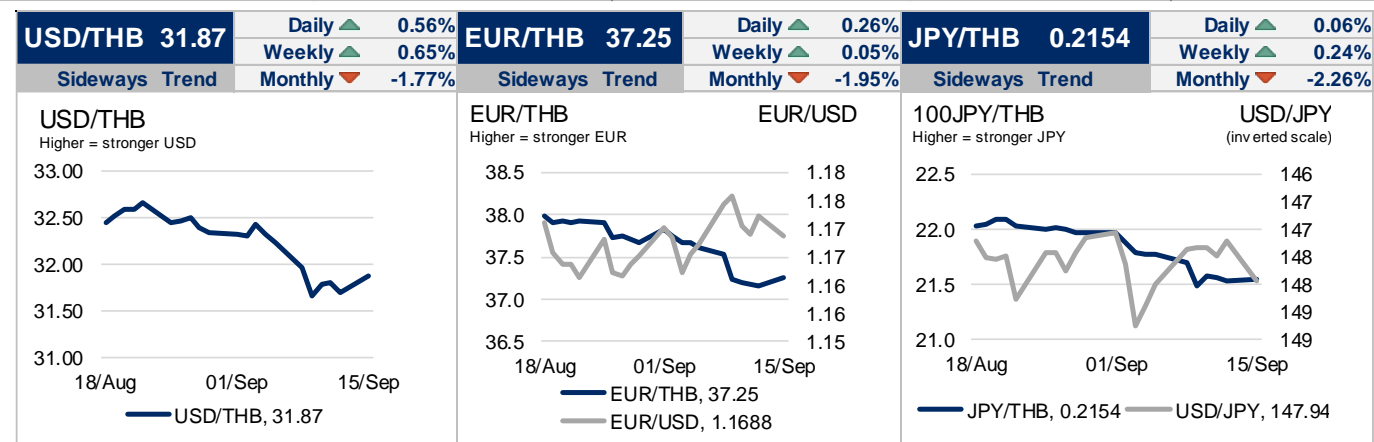 USD/THB 31.87
Daily 0.56%
Weekly 0.65%
Sideways Trend
Monthly -1.77%
USD/THB
Higher = stronger USD
33.00
32.50
32.00
31.50
31.00
18/Aug 01/Sep 15/Sep
USD/THB, 31.87
EUR/THB 37.25
Daily 0.26%
Weekly 0.05%
Sideways Trend
Monthly -1.95%
EUR/THB EUR/USD
Higher = stronger EUR
38.5 1.18
1.18
38.0
1.17
37.5
1.17
1.16
37.0
1.16
36.5 1.15
18/Aug 01/Sep 15/Sep
EUR/THB, 37.25
EUR/USD, 1.1688
JPY/THB 0.2154
Daily 0.06%
Weekly 0.24%
Sideways Trend
Monthly -2.26%
100JPY/THB USD/JPY
Higher = stronger JPY (inverted scale)
22.5 146
147
22.0 147
148
21.5 148
149
21.0 149
18/Aug 01/Sep 15/Sep
JPY/THB, 0.2154 USD/JPY, 147.94